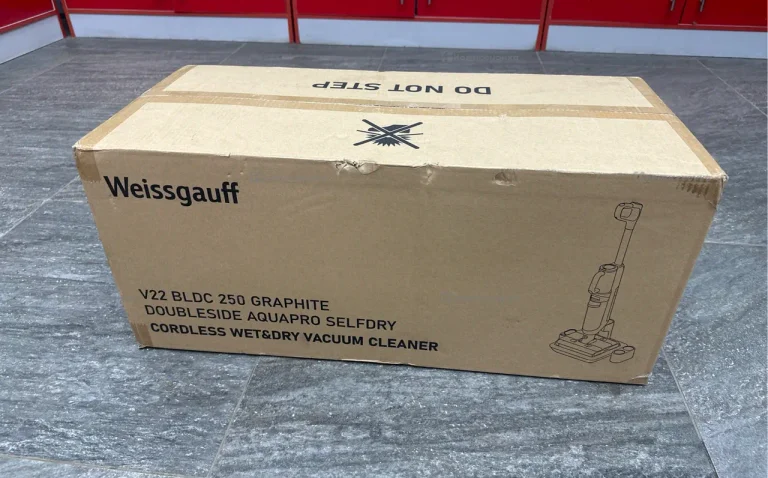 DO NOT STEP
Weissgauff
V22 BLDC 250 GRAPHITE
DOUBLESIDE AQUAPRO SELFDRY
CORDLESS WET&DRY VACUUM CLEANER